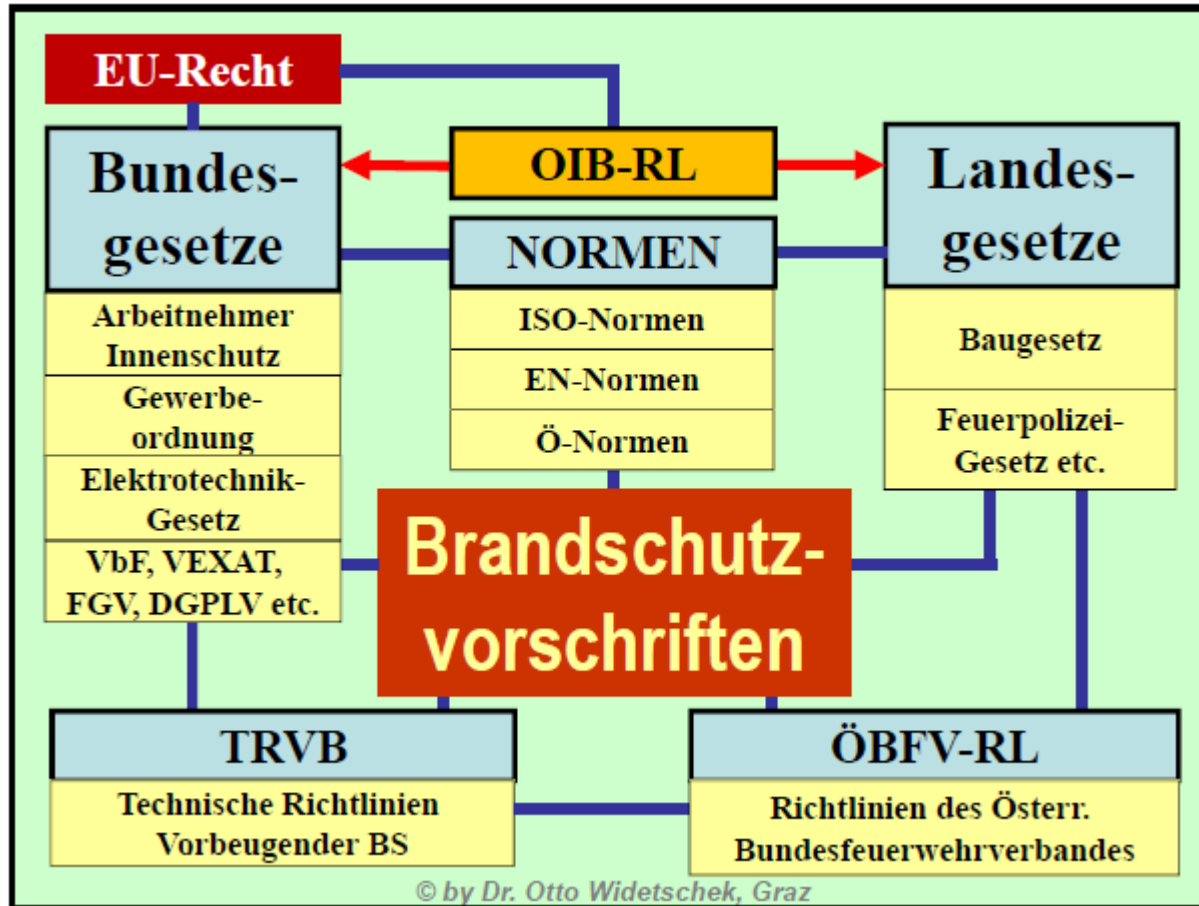 EU-Recht
Bundes-
gesetze
Arbeitnehmer
Innenschutz
Gewerbe-
ordnung
Elektrotechnik-
Gesetz
VbF, VEXAT,
FGV, DGPLV etc.
OIB-RL
NORMEN
ISO-Normen
EN-Normen
Ö-Normen
Landes-
gesetze
Baugesetz
Feuerpolizei-
Gesetz etc.
Brandschutz-
vorschriften
TRVB
Technische Richtlinien
Vorbeugender BS
ÖBFV-RL
Richtlinien des Österr.
Bundesfeuerwehrverbandes
© by Dr. Otto Widetschek, Graz